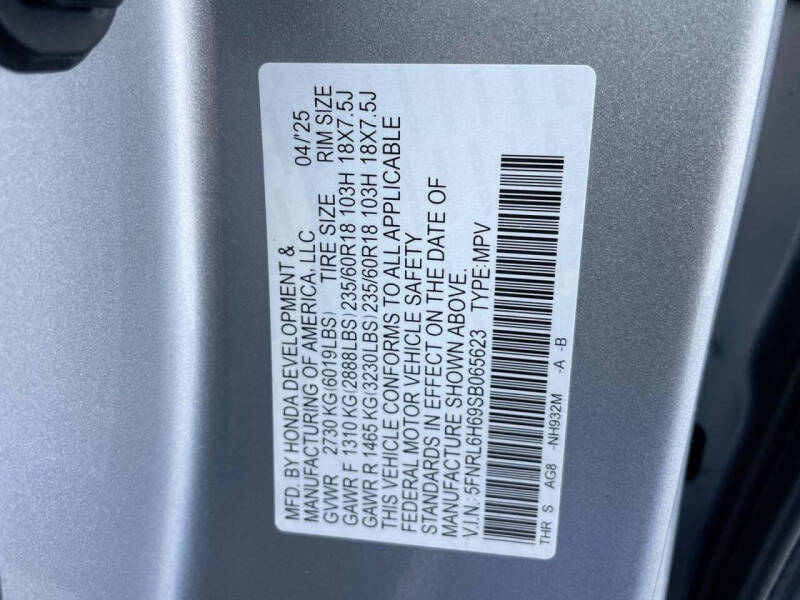 MFD. BY HONDA DEVELOPMENT &
MANUFACTURING OF AMERICA, LLC 04/'25
GVWR 2730 KG(6019LBS) TIRE SIZE RIM SIZE
GAWR F 1310 KG(2888LBS) 235/60R18 103H 18X7.5J
GAWR R 1465 KG(3230LBS) 235/60R18 103H 18X7.5J
THIS VEHICLE CONFORMS TO ALL APPLICABLE
FEDERAL MOTOR VEHICLE SAFETY
STANDARDS IN EFFECT ON THE DATE OF
MANUFACTURE SHOWN ABOVE.
V.I.N.: 5FNRL6H69SB065623 TYPE: MPV
THR S AG8 -NH932M -A -B